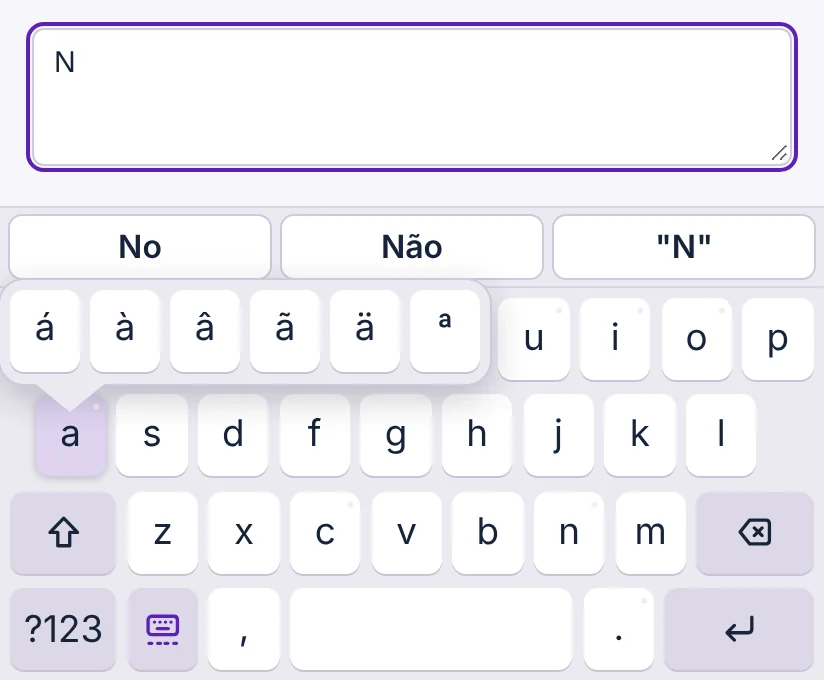 N
No Não "N"
á à â ã ä ª u i o p
a s d f g h j k l
z x c v b n m
?123 , .